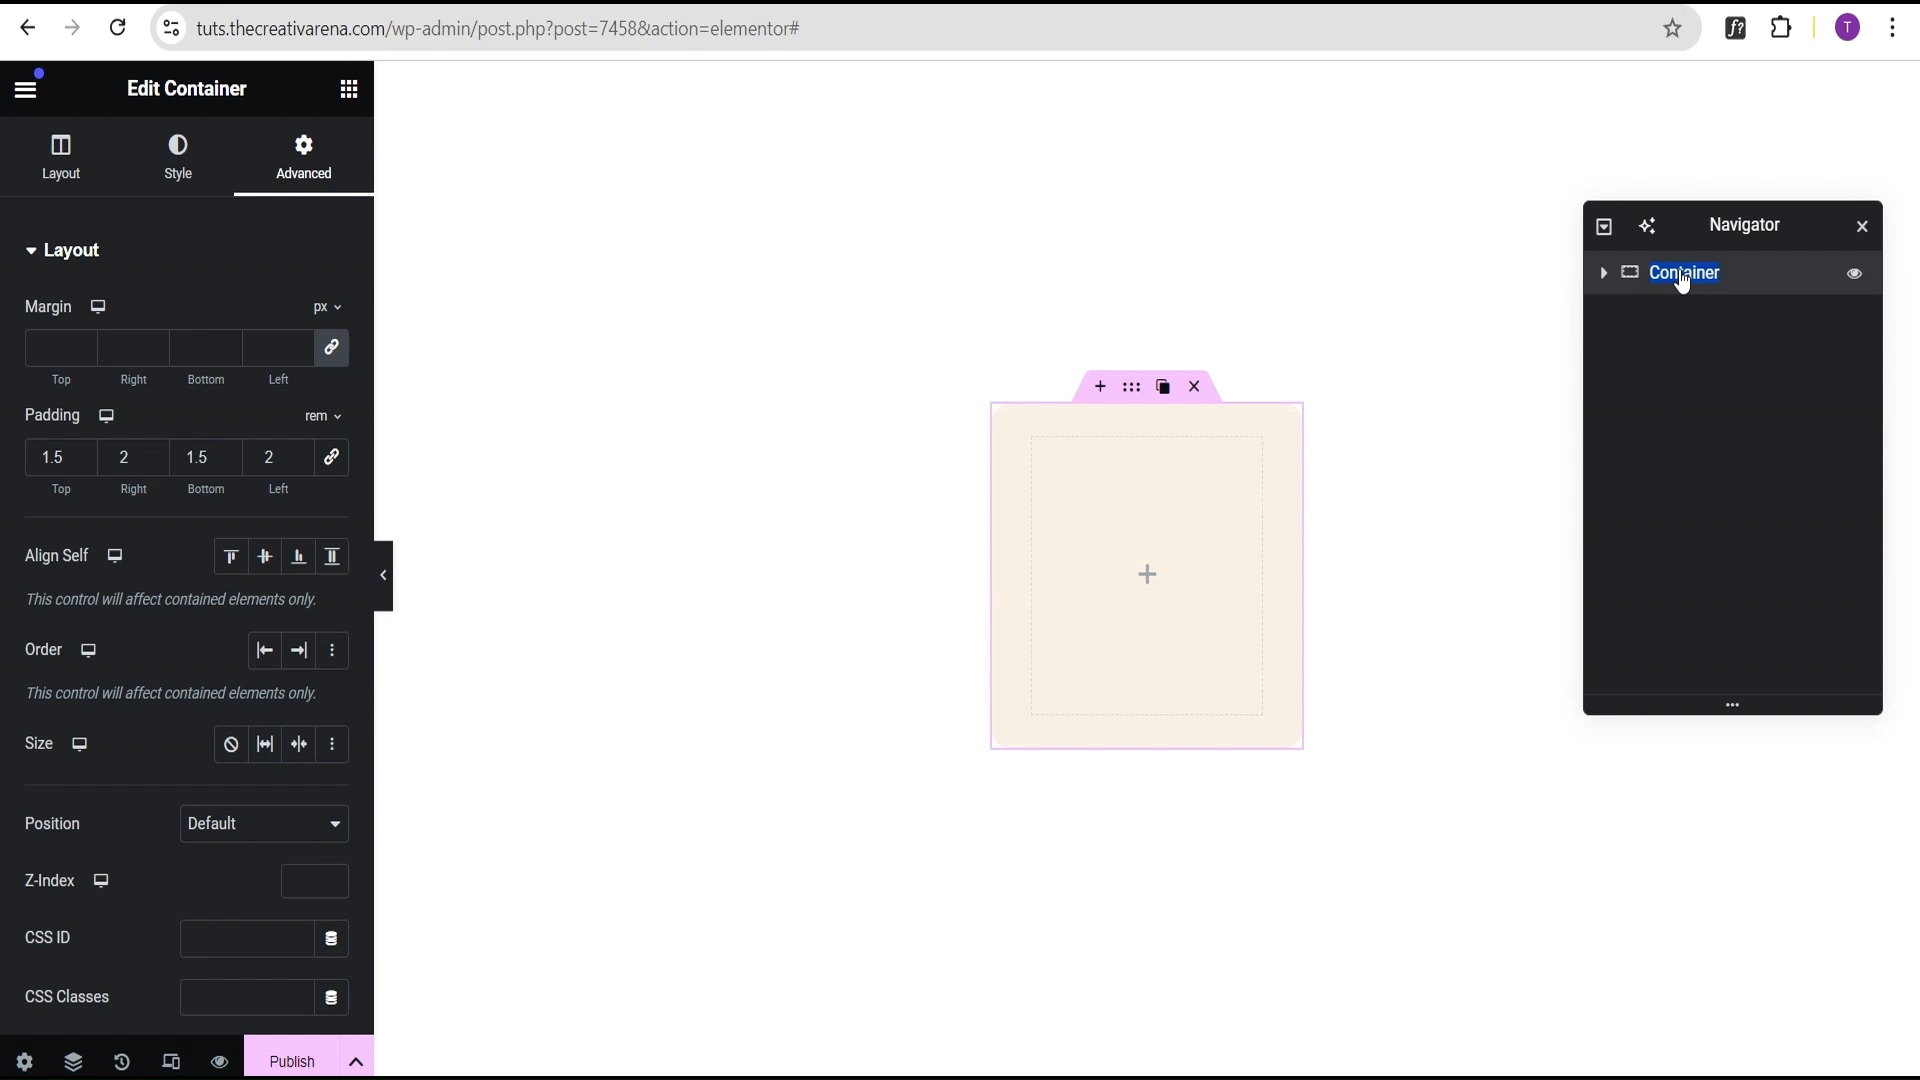 tuts.thecreativarena.com/wp-admin/post.php?post=7458&action=elementor#
T
Edit Container
Layout
Style
Advanced
Layout
Margin
px
Top
Right
Bottom
Left
Padding
rem
1.5
2
1.5
2
Top
Right
Bottom
Left
Align Self
This control will affect contained elements only.
Order
This control will affect contained elements only.
Size
Position
Default
Z-Index
CSS ID
CSS Classes
Publish
Navigator
Container